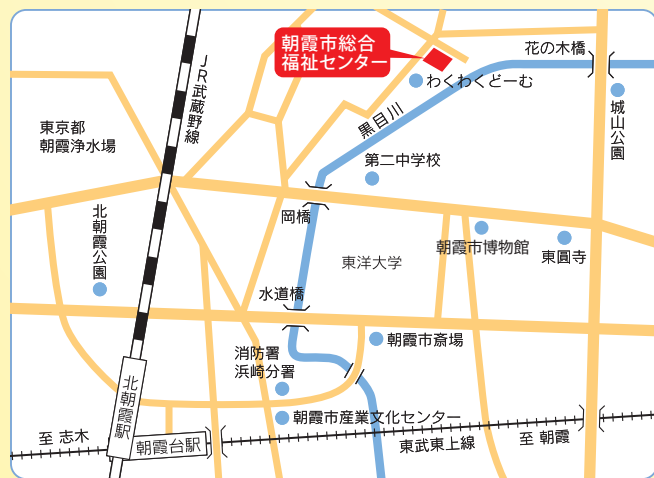 朝霞市総合
福祉センター
花の木橋
わくわくどーむ
JR武蔵野線
黒目川
城山公園
東京都
朝霞浄水場
第二中学校
岡橋
北朝霞公園
朝霞市博物館
東圓寺
東洋大学
水道橋
朝霞市斎場
消防署
浜崎分署
北朝霞駅
朝霞市産業文化センター
至 志木
朝霞台駅
東武東上線
至 朝霞